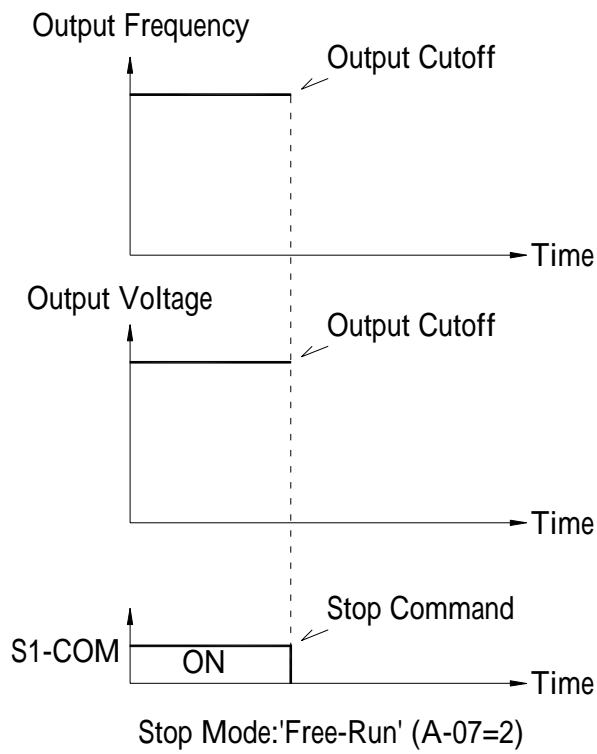 Output Frequency
Output Cutoff
Time
Output Voltage
Output Cutoff
Time
Stop Command
S1-COM
ON
Time
Stop Mode:'Free-Run' (A-07=2)